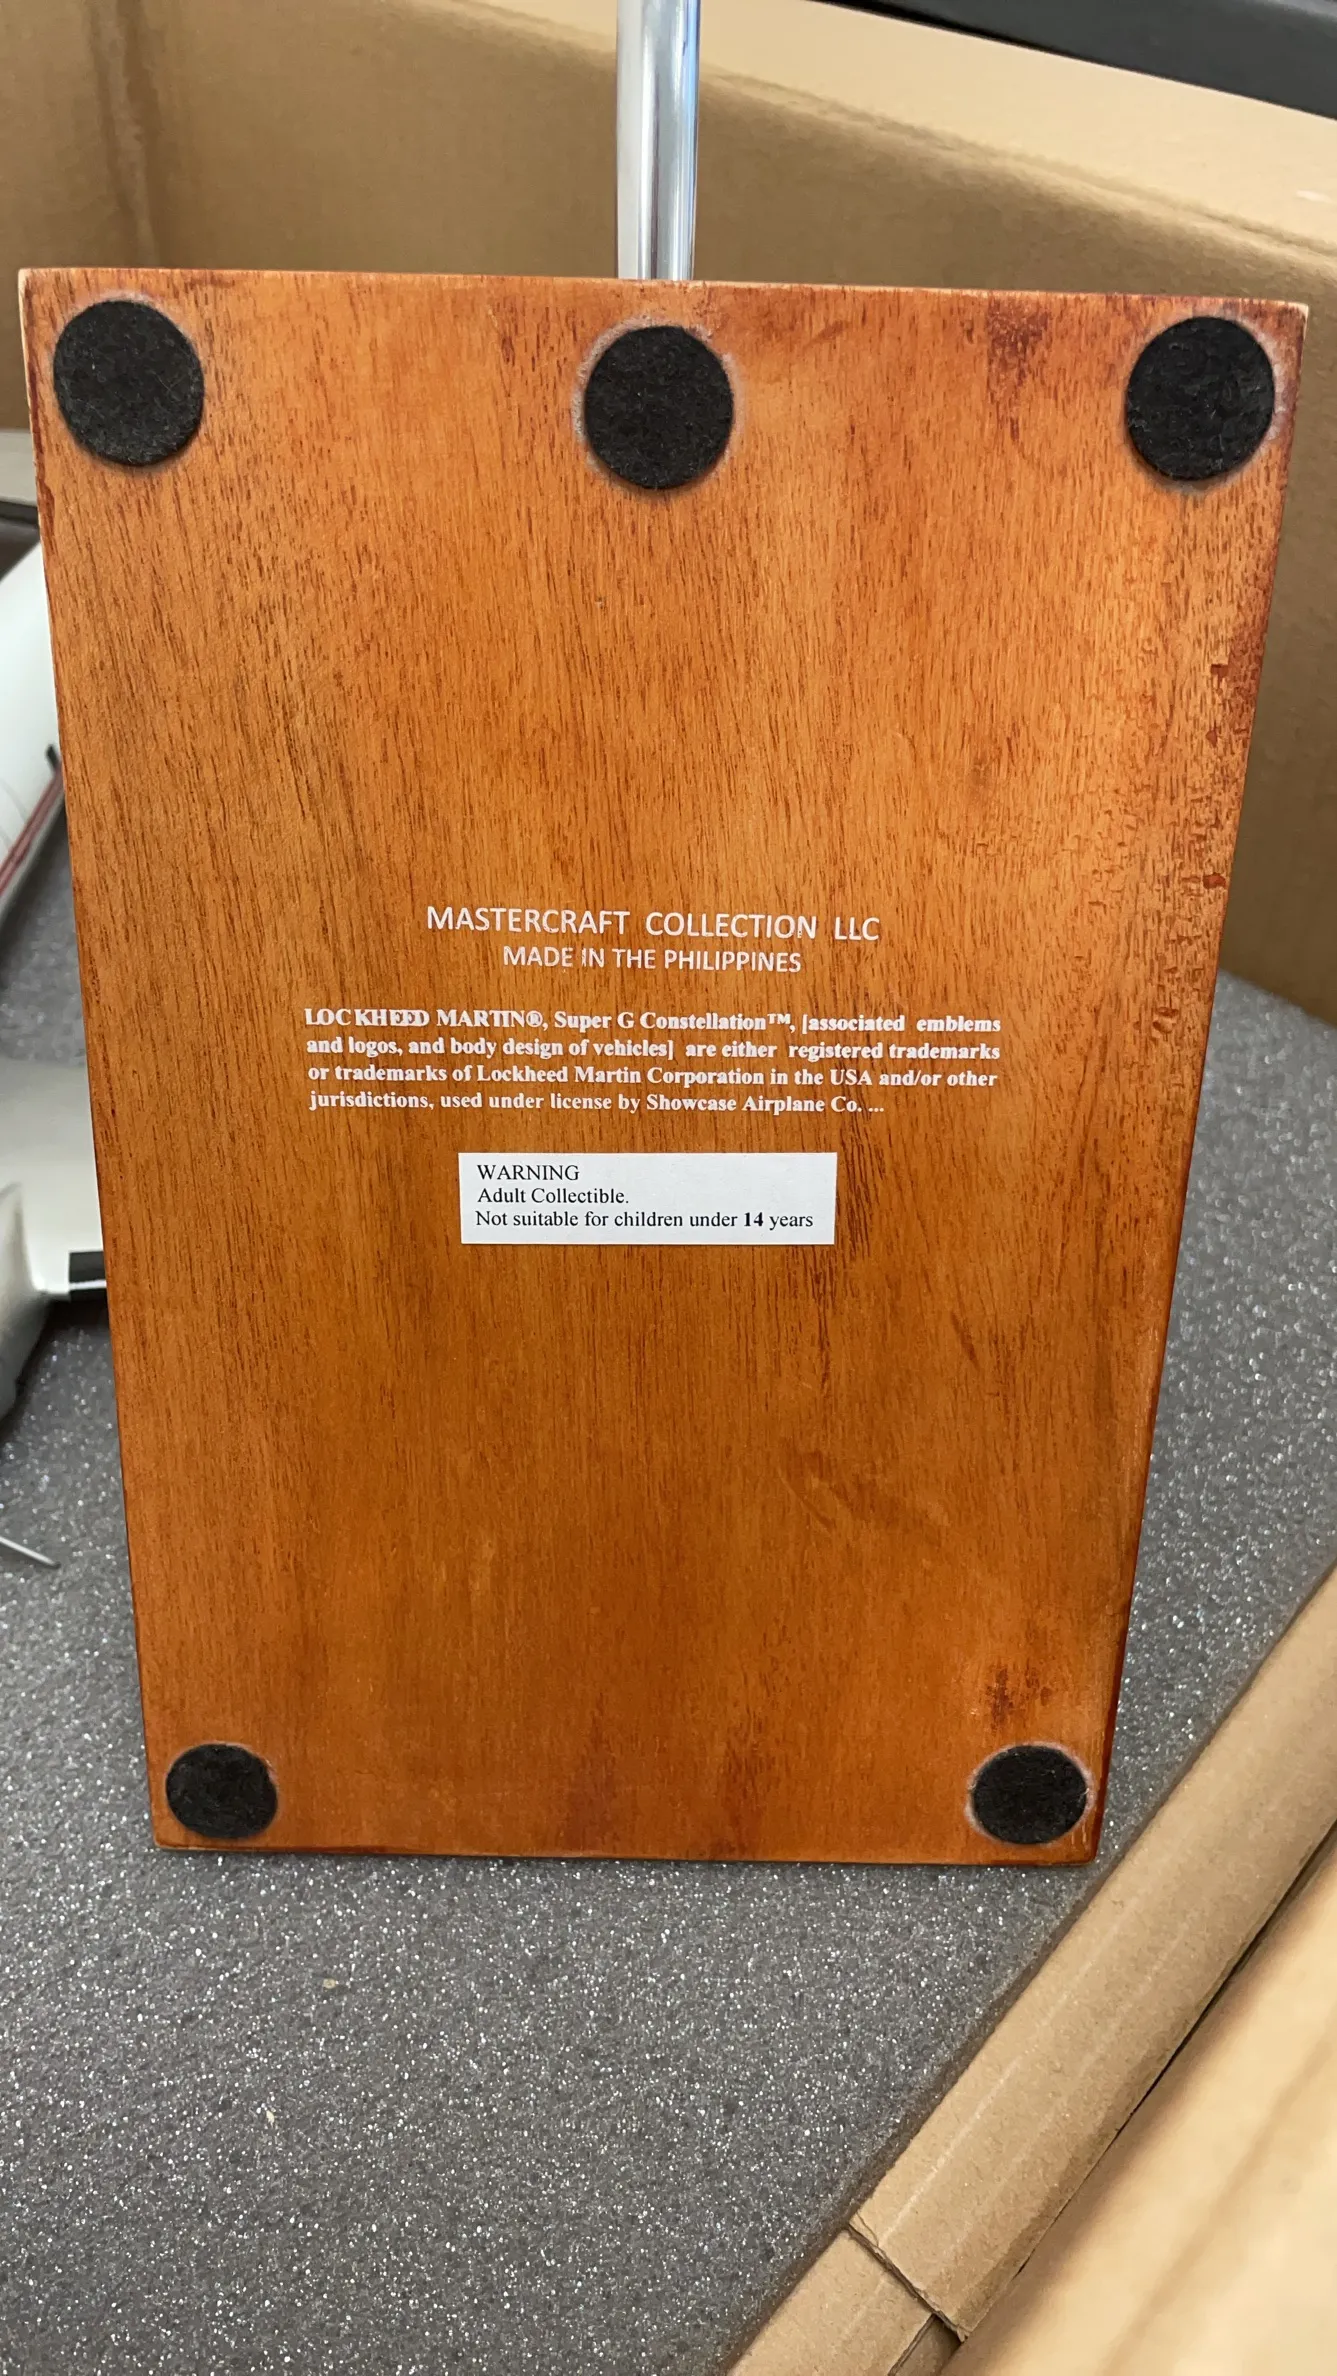 MASTERCRAFT COLLECTION LLC
MADE IN THE PHILIPPINES
LOCKHEED MARTIN®, Super G Constellation™, [associated emblems
and logos, and body design of vehicles] are either registered trademarks
or trademarks of Lockheed Martin Corporation in the USA and/or other
jurisdictions, used under license by Showcase Airplane Co. ...
WARNING
Adult Collectible.
Not suitable for children under 14 years